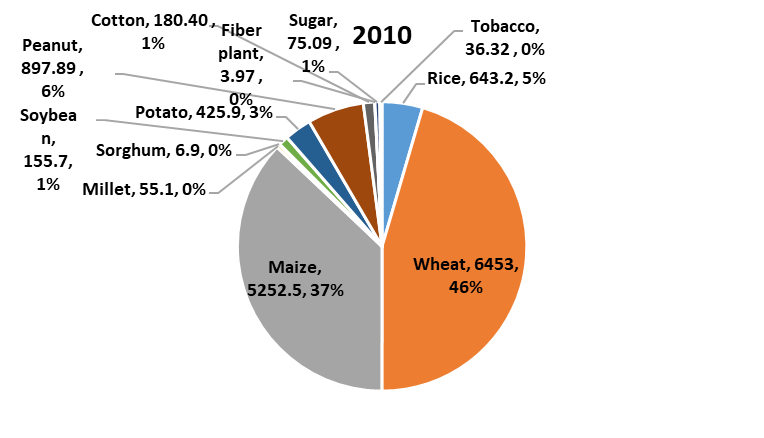 2010
Cotton, 180.40,
1%
Fiber
plant,
3.97,
0%
Sugar,
75.09,
1%
Tobacco,
36.32, 0%
Rice, 643.2, 5%
Peanut,
897.89,
6%
Soybea
n,
155.7,
1%
Potato, 425.9, 3%
Sorghum, 6.9, 0%
Millet, 55.1, 0%
Maize,
5252.5, 37%
Wheat, 6453,
46%